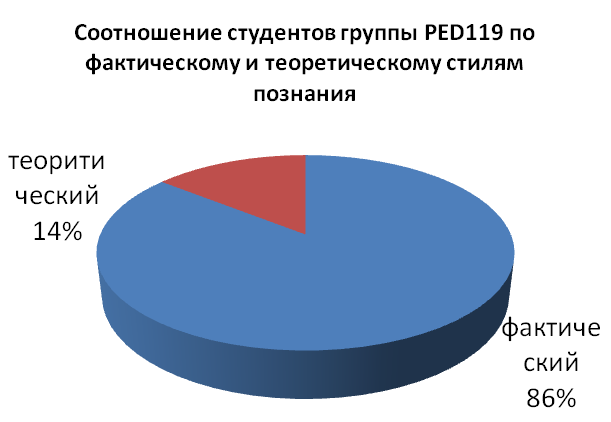 Соотношение студентов группы PED119 по
фактическому и теоретическому стилям
познания
теорити
ческий
14%
фактиче
ский
86%